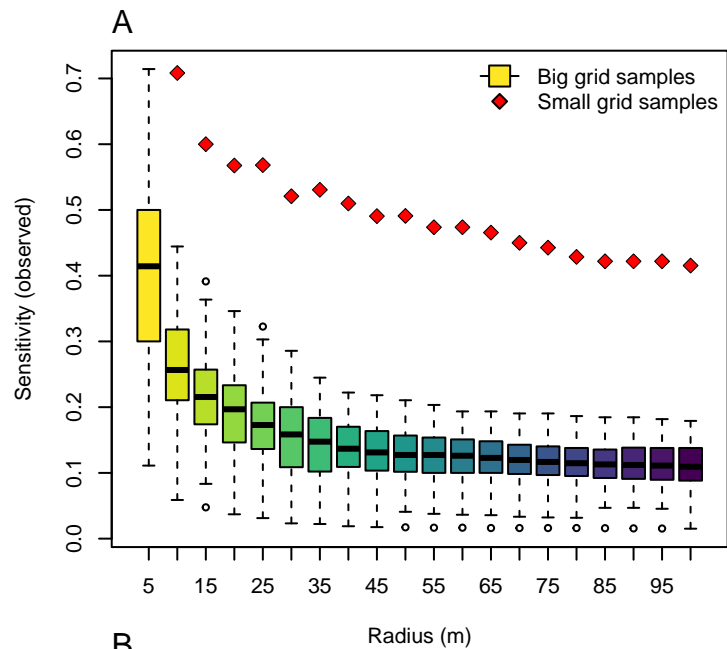 A
Big grid samples
Small grid samples
Sensitivity (observed)
0.7
0.6
0.5
0.4
0.3
0.2
0.1
0.0
5 15 25 35 45 55 65 75 85 95
Radius (m)
B